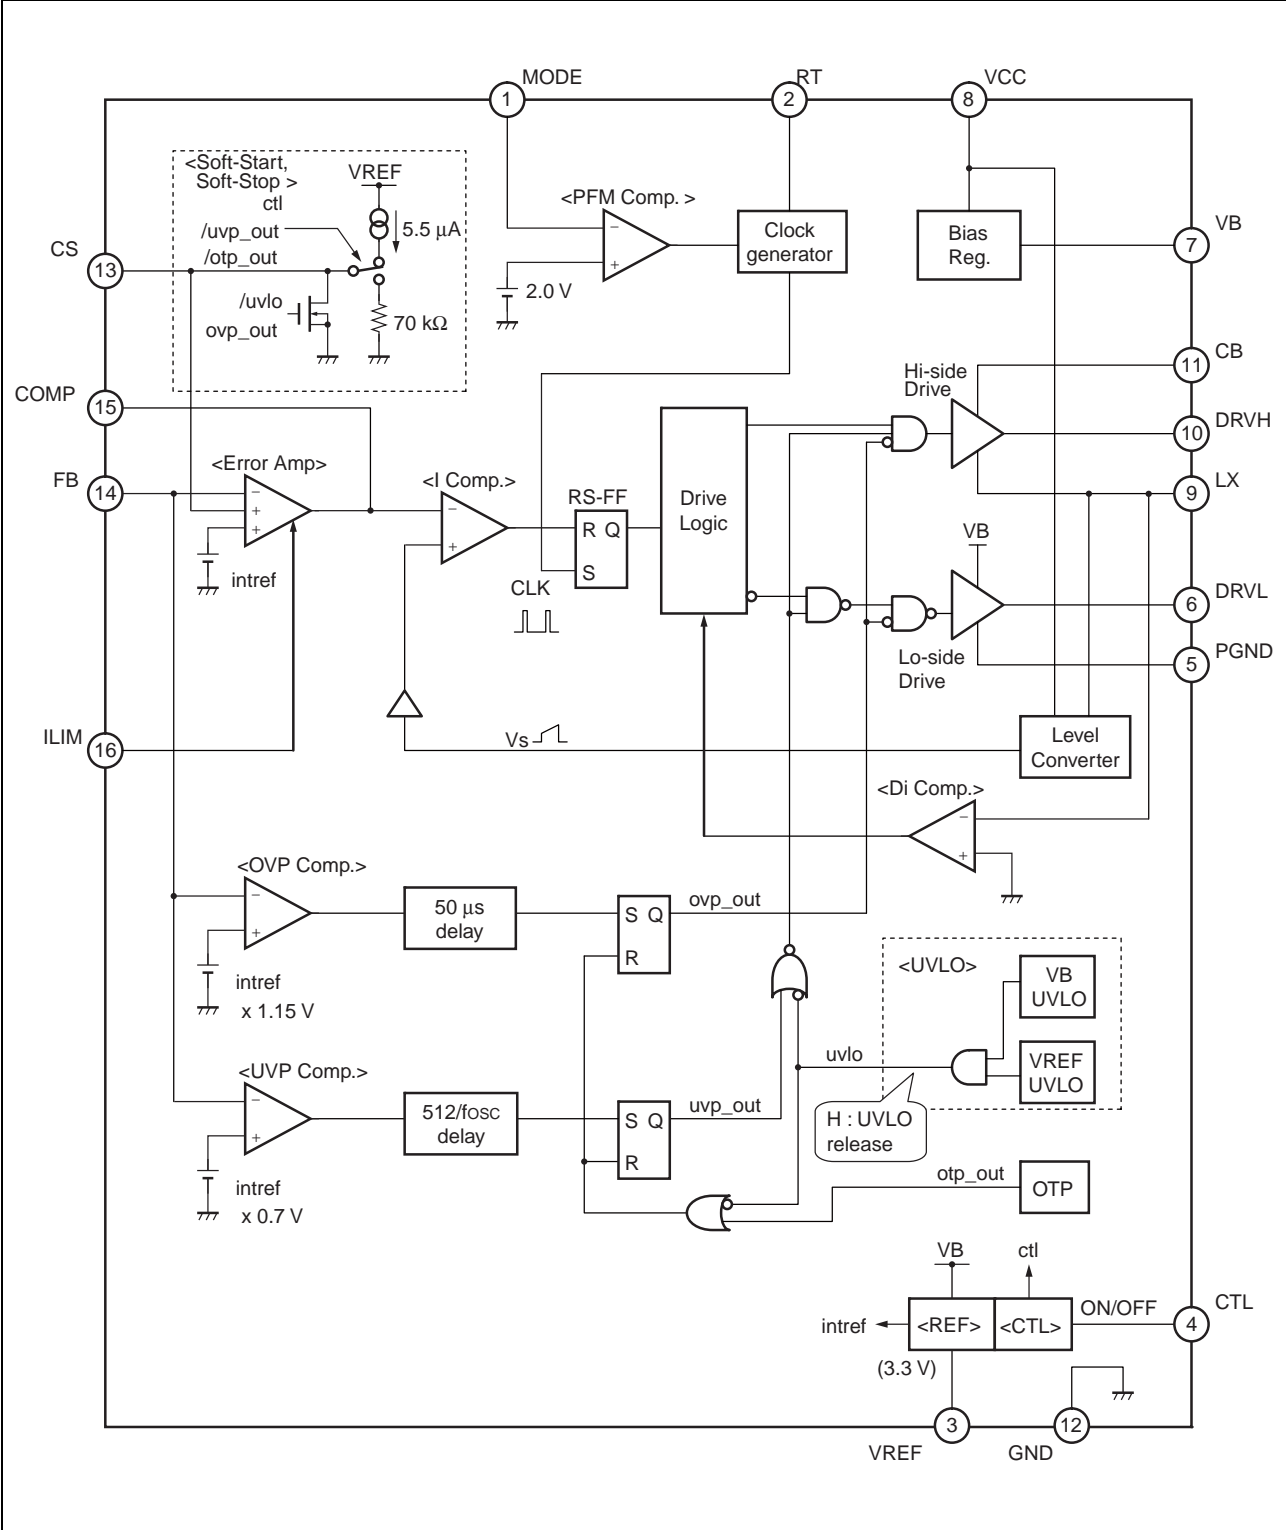 MODE
1
RT
2
VCC
8
<Soft-Start,
Soft-Stop >
ctl
VREF
5.5 μA
/uvp_out
/otp_out
CS
13
/uvlo
ovp_out
70 kΩ
<PFM Comp. >
−
+
2.0 V
Clock
generator
Bias
Reg.
VB
7
CB
11
Hi-side
Drive
DRVH
10
COMP
15
FB
14
<Error Amp>
−
+
+
intref
<I Comp.>
−
+
RS-FF
R Q
S
CLK
Drive
Logic
LX
9
VB
DRVL
6
Lo-side
Drive
PGND
5
ILIM
16
Vs
Level
Converter
<Di Comp.>
−
+
<OVP Comp.>
−
+
intref
x 1.15 V
50 μs
delay
S Q
R
ovp_out
<UVLO>
VB
UVLO
VREF
UVLO
uvlo
H : UVLO
release
<UVP Comp.>
−
+
intref
x 0.7 V
512/fOSC
delay
S Q
R
uvp_out
otp_out
OTP
VB
ctl
intref
<REF>
<CTL>
ON/OFF
CTL
4
(3.3 V)
3
VREF
12
GND